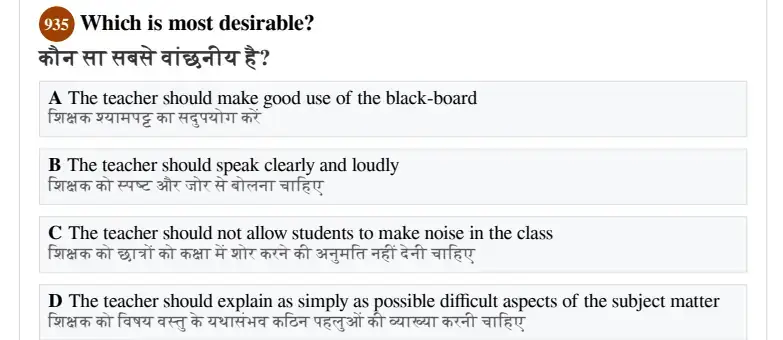 935 Which is most desirable?
कौन सा सबसे वांछनीय है?
A The teacher should make good use of the black-board
शिक्षक श्यामपट्ट का सदुपयोग करें
B The teacher should speak clearly and loudly
शिक्षक को स्पष्ट और जोर से बोलना चाहिए
C The teacher should not allow students to make noise in the class
शिक्षक को छात्रों को कक्षा में शोर करने की अनुमति नहीं देनी चाहिए
D The teacher should explain as simply as possible difficult aspects of the subject matter
शिक्षक को विषय वस्तु के यथासंभव कठिन पहलुओं की व्याख्या करनी चाहिए